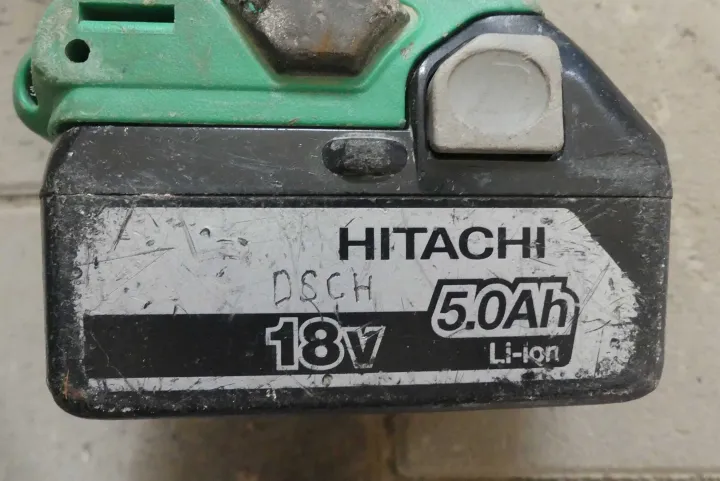 HITACHI
DSCH
5.0Ah
18V
Li-ion